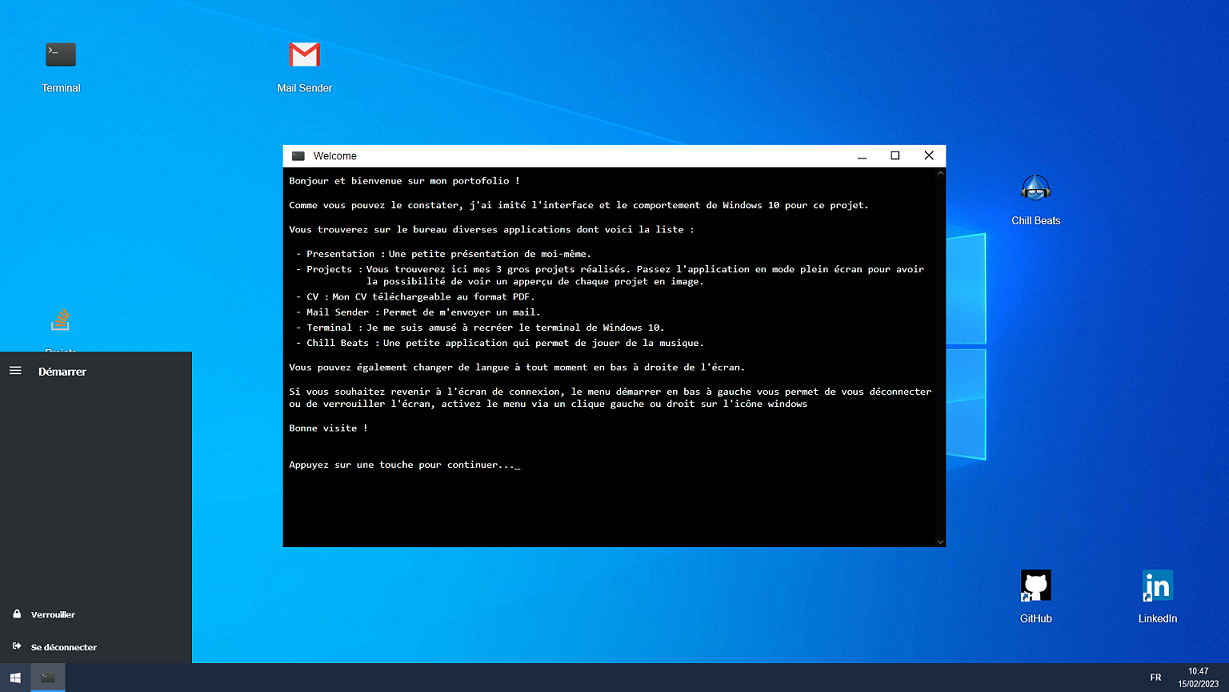 Terminal
Mail Sender
Welcome
Bonjour et bienvenue sur mon portofolio !
Comme vous pouvez le constater, j'ai imité l'interface et le comportement de Windows 10 pour ce projet.
Vous trouverez sur le bureau diverses applications dont voici la liste :
- Presentation : Une petite présentation de moi-même.
- Projects : Vous trouverez ici mes 3 gros projets réalisés. Passez l'application en mode plein écran pour avoir
la possibilité de voir un apperçu de chaque projet en image.
- CV : Mon CV téléchargeable au format PDF.
- Mail Sender : Permet de m'envoyer un mail.
- Terminal : Je me suis amusé à recréer le terminal de Windows 10.
- Chill Beats : Une petite application qui permet de jouer de la musique.
Vous pouvez également changer de langue à tout moment en bas à droite de l'écran.
Si vous souhaitez revenir à l'écran de connexion, le menu démarrer en bas à gauche vous permet de vous déconnecter
ou de verrouiller l'écran, activez le menu via un clique gauche ou droit sur l'icône windows
Bonne visite !
Appuyez sur une touche pour continuer..._
Chill Beats
Démarrer
Verrouiller
Se déconnecter
GitHub
LinkedIn
FR
10:47
15/02/2023